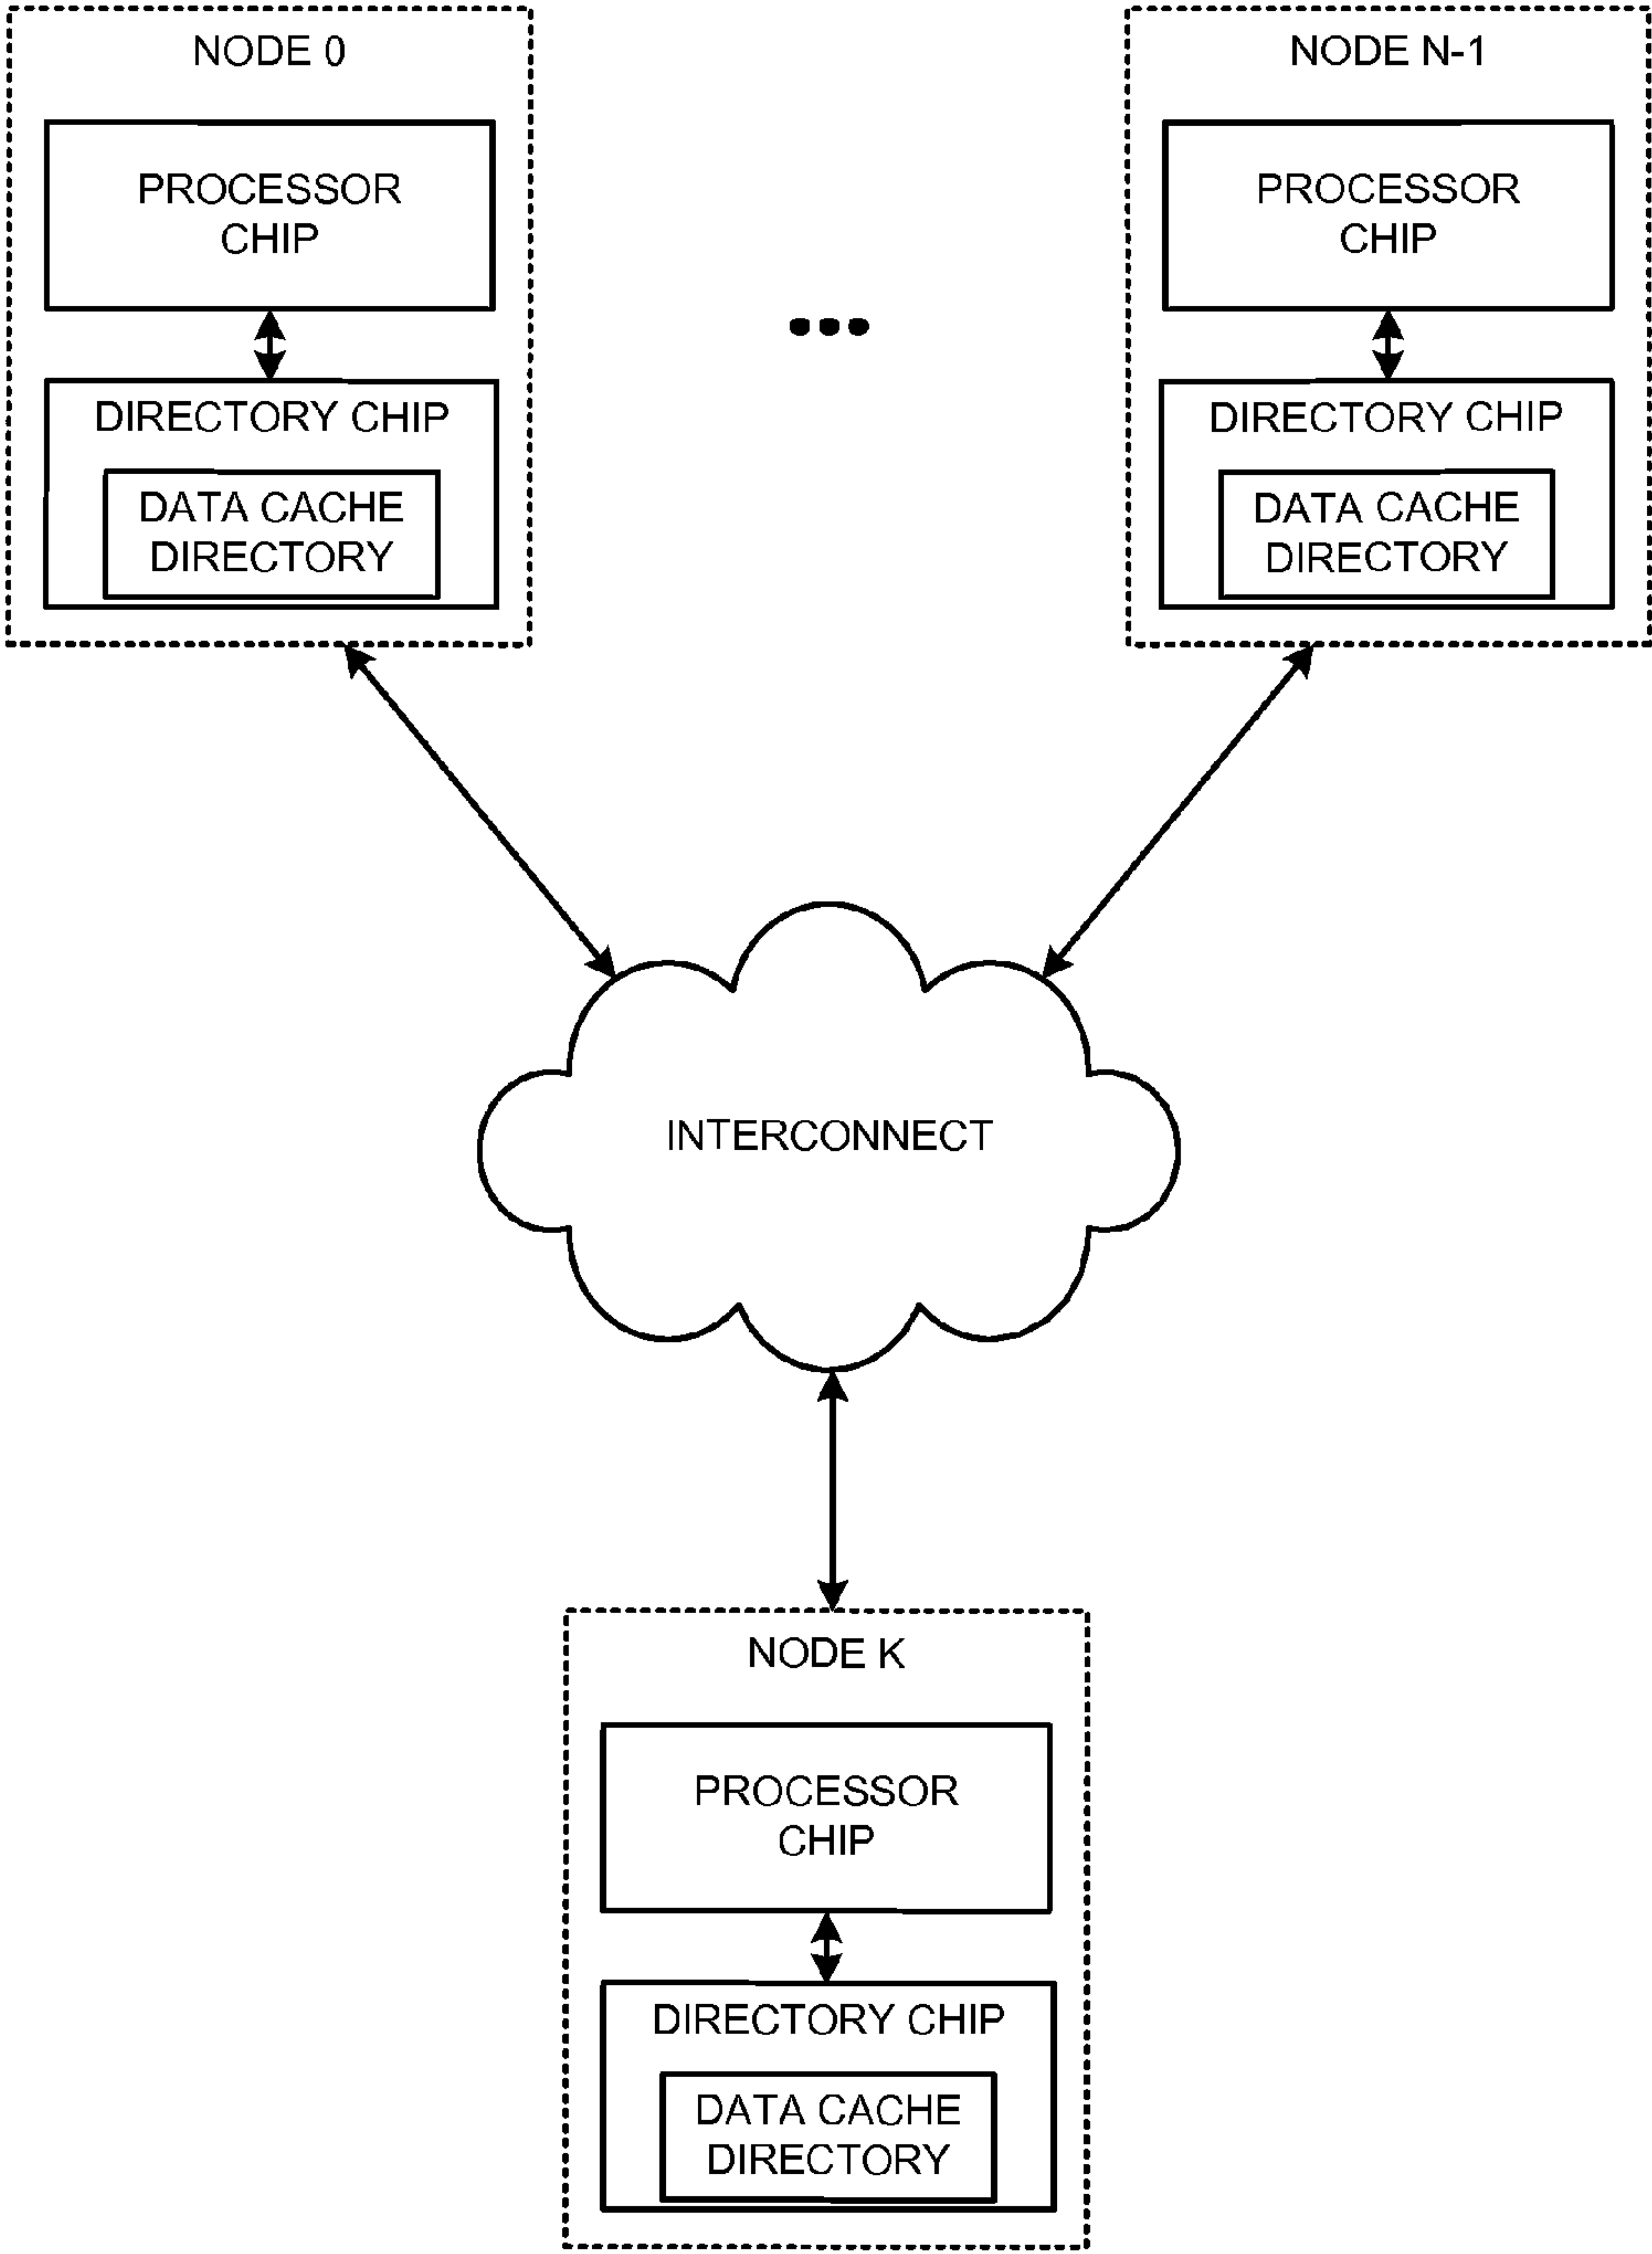 NODE 0
PROCESSOR
CHIP
DIRECTORY CHIP
DATA CACHE
DIRECTORY
NODE N-1
PROCESSOR
CHIP
DIRECTORY CHIP
DATA CACHE
DIRECTORY
INTERCONNECT
NODE K
PROCESSOR
CHIP
DIRECTORY CHIP
DATA CACHE
DIRECTORY